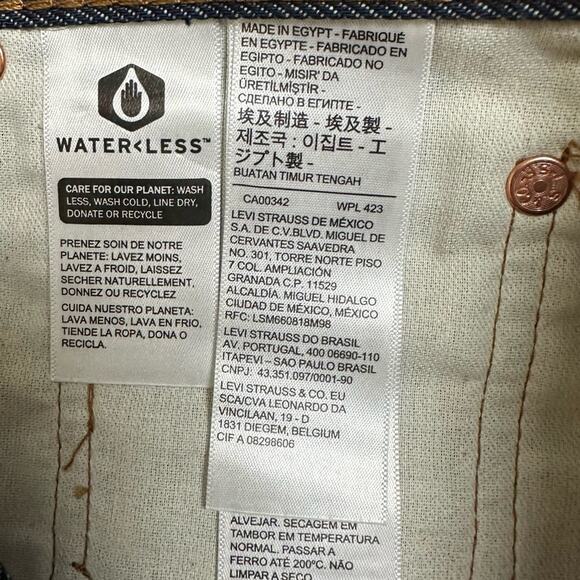 WATER<LESS™
CARE FOR OUR PLANET: WASH
LESS, WASH COLD, LINE DRY,
DONATE OR RECYCLE
PRENEZ SOIN DE NOTRE
PLANETE: LAVEZ MOINS,
LAVEZ A FROID, LAISSEZ
SECHER NATURELLEMENT,
DONNEZ OU RECYCLEZ
CUIDA NUESTRO PLANETA:
LAVA MENOS, LAVA EN FRIO,
TIENDE LA ROPA, DONA O
RECICLA.
MADE IN EGYPT - FABRIQUÉ
EN EGYPTE - FABRICADO EN
EGIPTO - FABRICADO NO
EGITO - MISIR' DA
ÜRETİLMİŞTİR -
СДЕЛАНО В ЕГИПТЕ -
埃及制造 - 埃及製 -
제조국 : 이집트 - エ
ジプト製 -
BUATAN TIMUR TENGAH
CA00342 WPL 423
LEVI STRAUSS DE MÉXICO
S.A. DE C.V.BLVD. MIGUEL DE
CERVANTES SAAVEDRA
NO. 301, TORRE NORTE PISO
7 COL. AMPLIACIÓN
GRANADA C.P. 11529
ALCALDÍA. MIGUEL HIDALGO
CIUDAD DE MÉXICO, MÉXICO
RFC: LSM660818M98
LEVI STRAUSS DO BRASIL
AV. PORTUGAL, 400 06690-110
ITAPEVI – SAO PAULO BRASIL
CNPJ: 43.351.097/0001-90
LEVI STRAUSS & CO. EU
SCA/CVA LEONARDO DA
VINCILAAN, 19 - D
1831 DIEGEM, BELGIUM
CIF A 08298606
ALVEJAR. SECAGEM EM
TAMBOR EM TEMPERATURA
NORMAL. PASSAR A
FERRO ATÉ 200°C. NÃO
LIMPAR A SECO